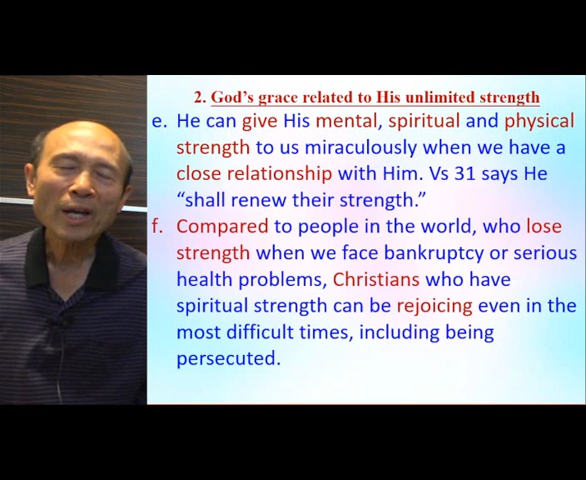 2. God's grace related to His unlimited strength
e. He can give His mental, spiritual and physical
strength to us miraculously when we have a
close relationship with Him. Vs 31 says He
“shall renew their strength.”
f. Compared to people in the world, who lose
strength when we face bankruptcy or serious
health problems, Christians who have
spiritual strength can be rejoicing even in the
most difficult times, including being
persecuted.